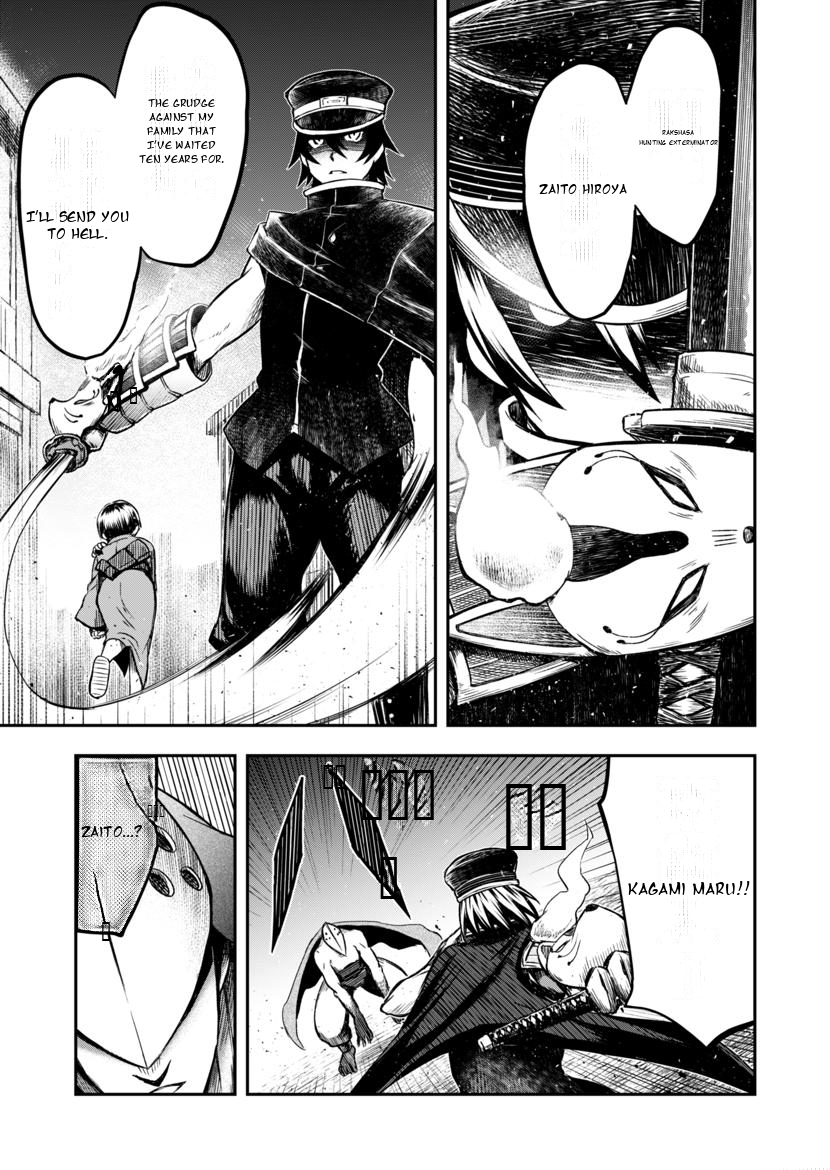 RAKSHASA
HUNTING EXTERMINATOR
ZAITO HIROYA
THE GRUDGE
AGAINST MY
FAMILY THAT
I'VE WAITED
TEN YEARS FOR.
I'LL SEND YOU
TO HELL.
KAGAMI MARU!!
ZAITO...?